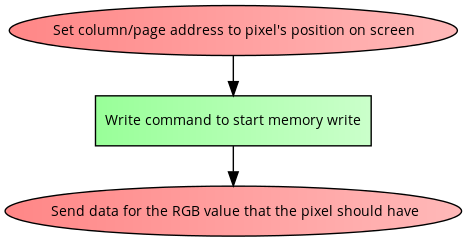 Set column/page address to pixel's position on screen
Write command to start memory write
Send data for the RGB value that the pixel should have